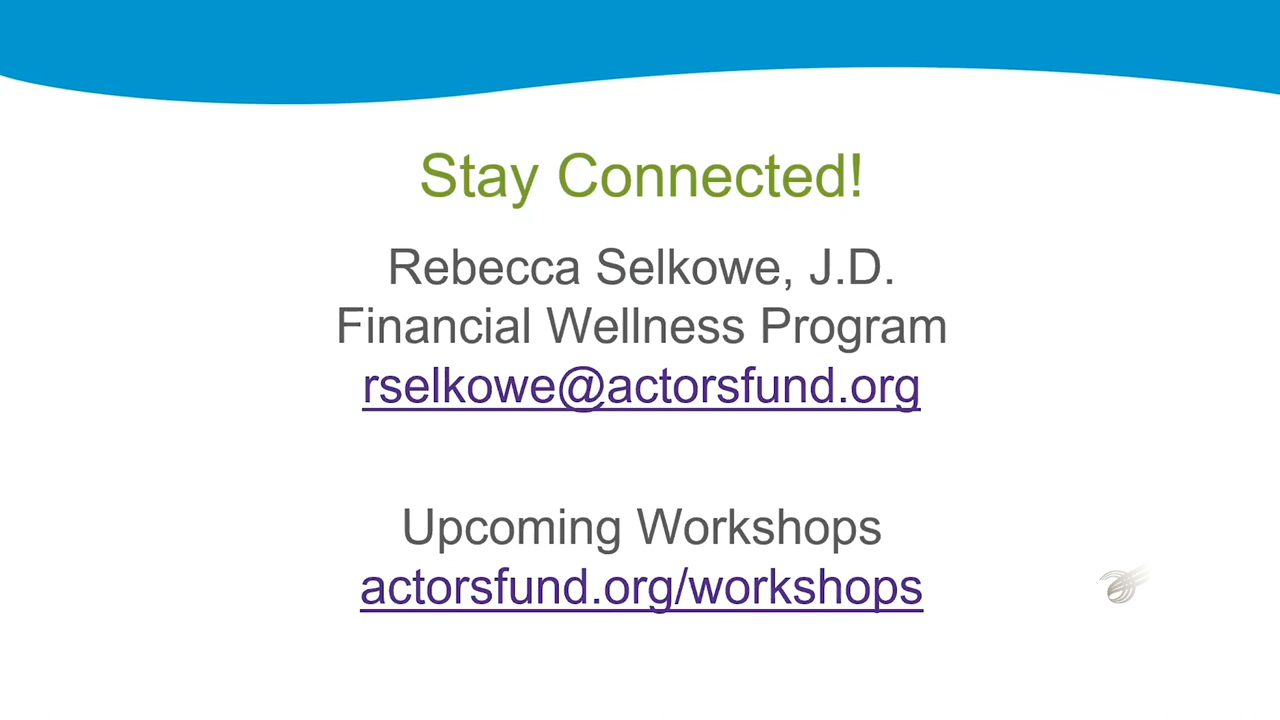 Stay Connected!
Rebecca Selkowe, J.D.
Financial Wellness Program
rselkowe@actorsfund.org
Upcoming Workshops
actorsfund.org/workshops